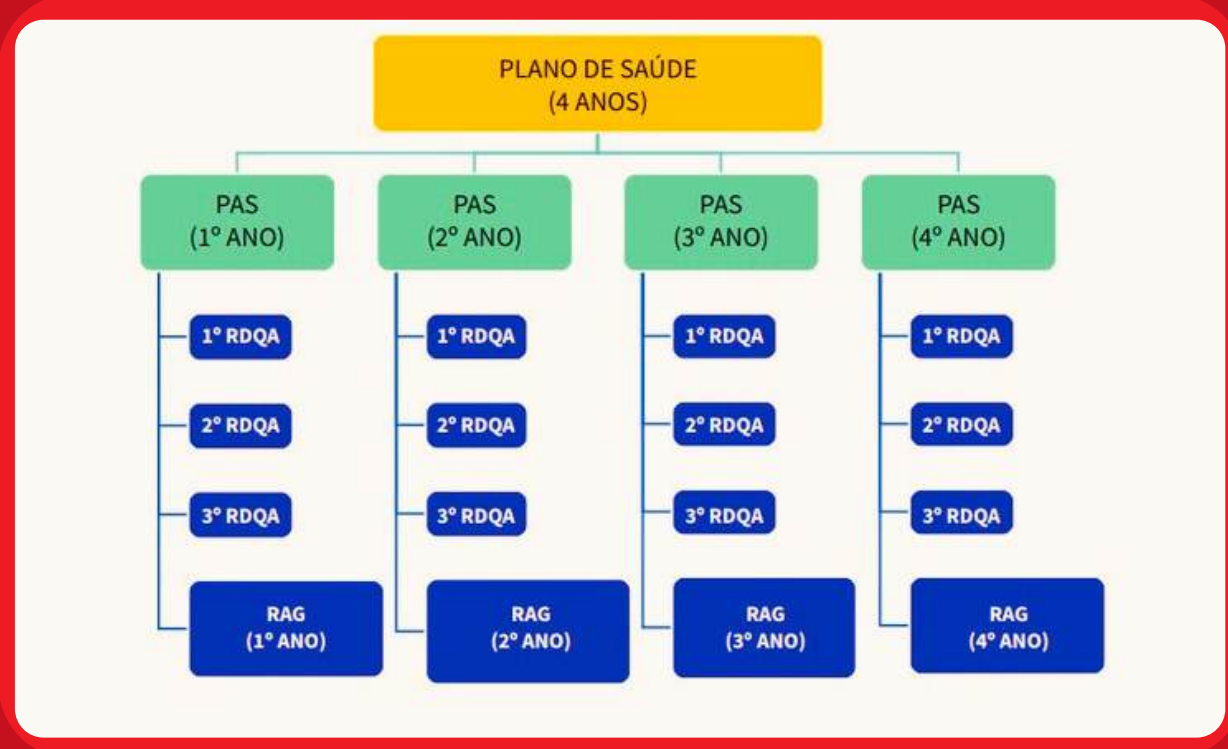 PLANO DE SAÚDE
(4 ANOS)
PAS
(1º ANO)
PAS
(2º ANO)
PAS
(3º ANO)
PAS
(4º ANO)
1º RDQA
1º RDQA
1º RDQA
1º RDQA
2º RDQA
2º RDQA
2º RDQA
2º RDQA
3º RDQA
3º RDQA
3º RDQA
3º RDQA
RAG
(1º ANO)
RAG
(2º ANO)
RAG
(3º ANO)
RAG
(4º ANO)